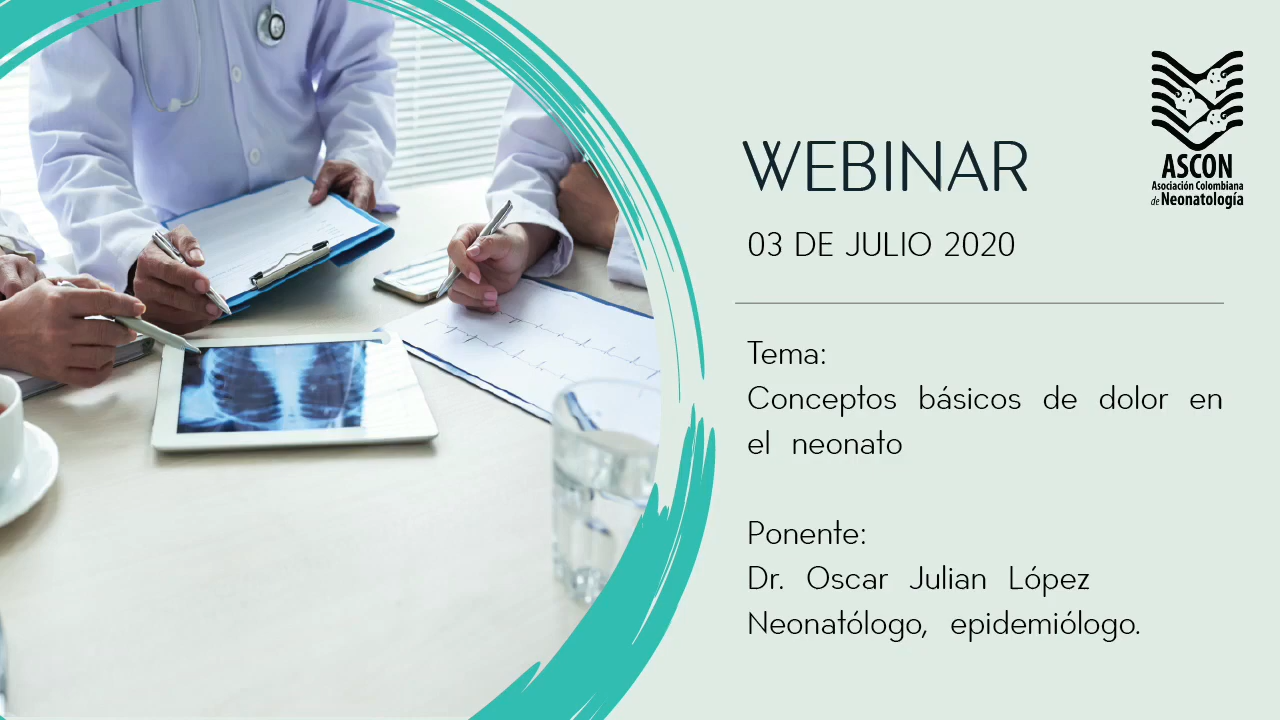 WEBINAR
03 DE JULIO 2020
Tema:
Conceptos básicos de dolor en
el neonato
Ponente:
Dr. Oscar Julian López
Neonatólogo, epidemiólogo.
ASCON
Asociación Colombiana
de Neonatología